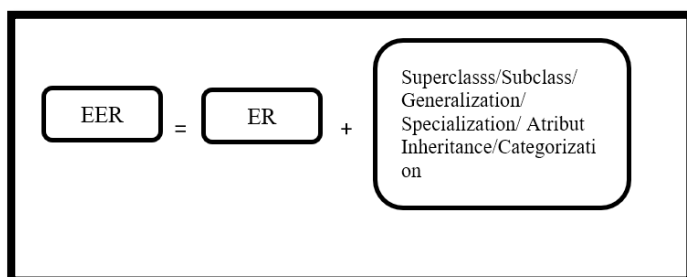 EER
=
ER
+
Superclasss/Subclass/
Generalization/
Specialization/ Atribut
Inheritance/Categorizati
on